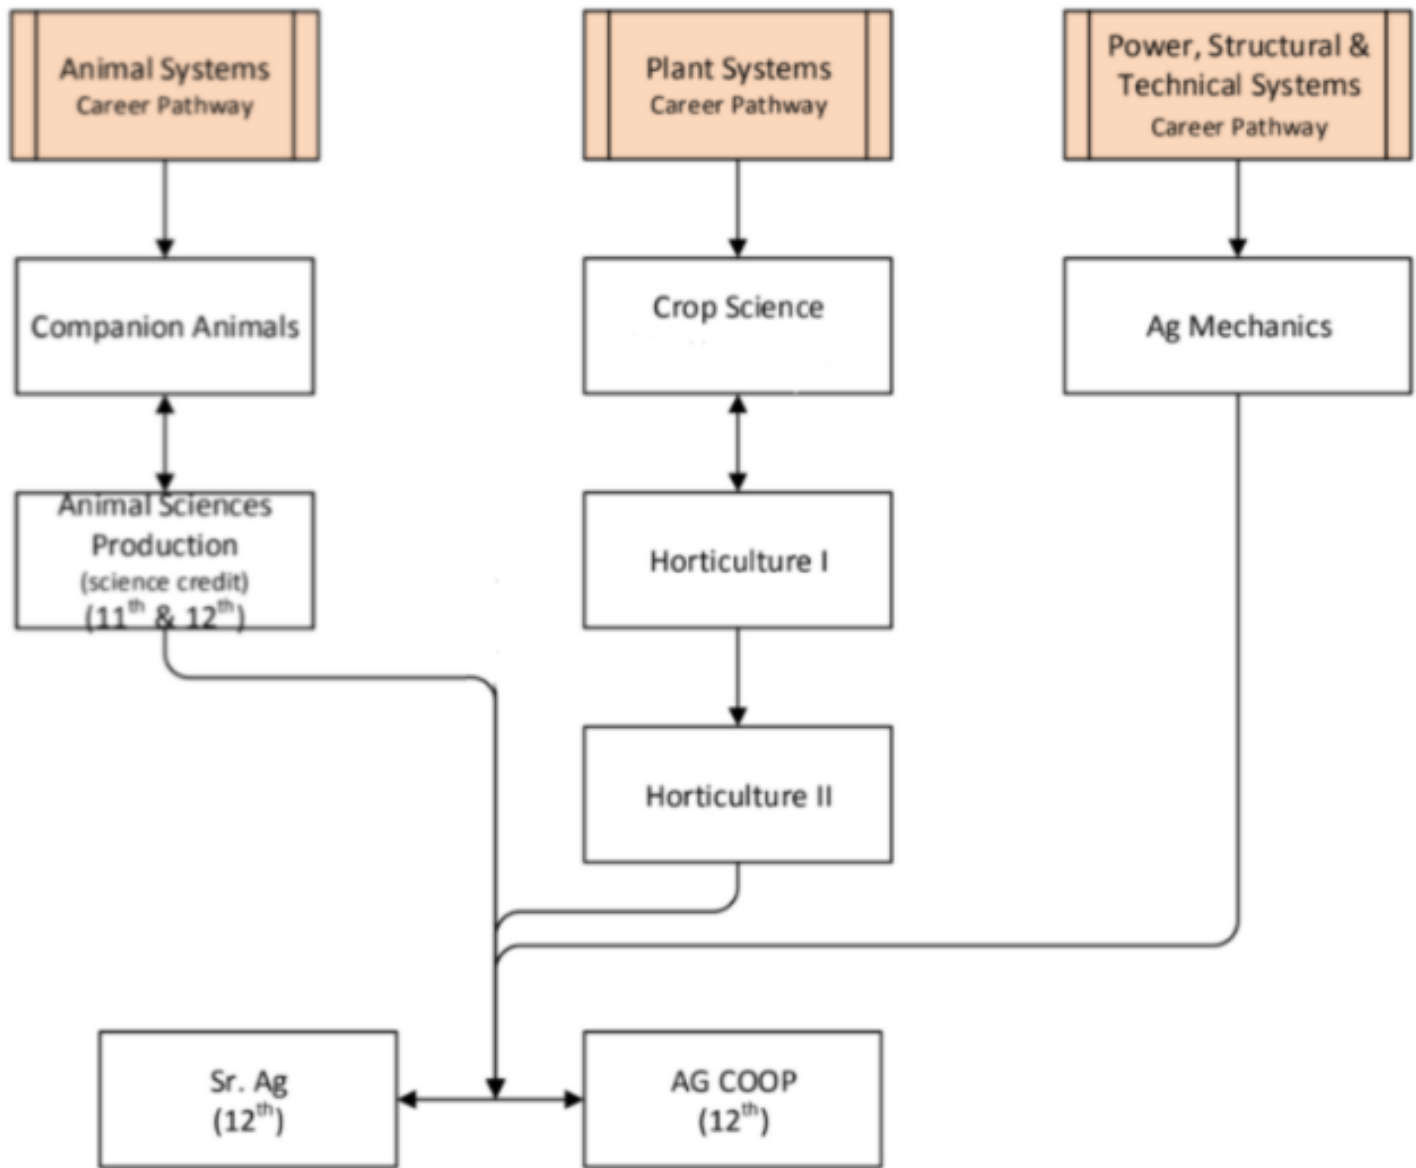 Animal Systems
Career Pathway
Plant Systems
Career Pathway
Power, Structural &
Technical Systems
Career Pathway
Companion Animals
Crop Science
Ag Mechanics
Animal Sciences
Production
(science credit)
(11th & 12th)
Horticulture I
Horticulture II
Sr. Ag
(12th)
AG COOP
(12th)